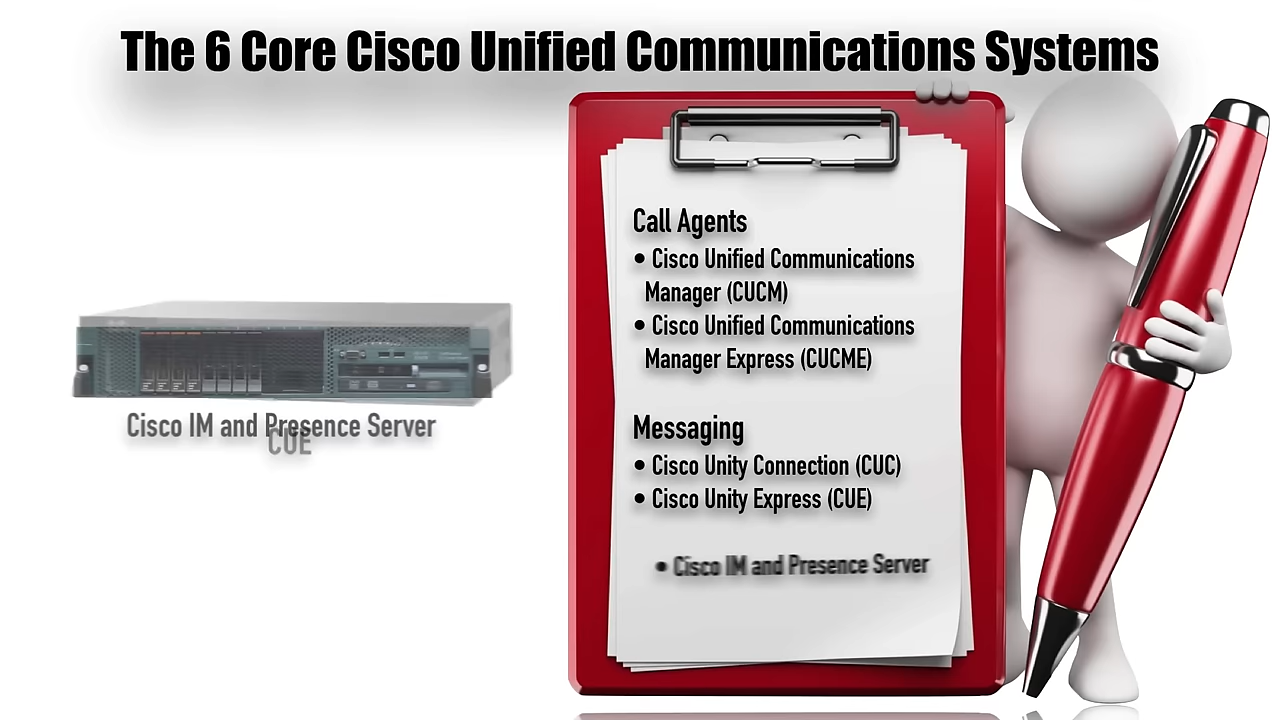 The 6 Core Cisco Unified Communications Systems
Call Agents
• Cisco Unified Communications
Manager (CUCM)
• Cisco Unified Communications
Manager Express (CUCME)
Messaging
• Cisco Unity Connection (CUC)
• Cisco Unity Express (CUE)
• Cisco IM and Presence Server
Cisco IM and Presence Server
CUE